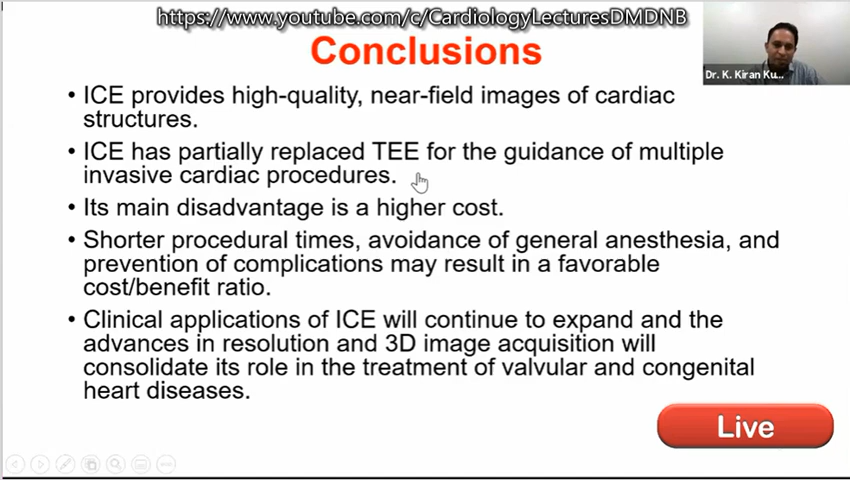 https://www.youtube.com/c/CardiologyLecturesDMDNB
Conclusions
Dr. K. Kiran Ku...
• ICE provides high-quality, near-field images of cardiac
structures.
• ICE has partially replaced TEE for the guidance of multiple
invasive cardiac procedures.
• Its main disadvantage is a higher cost.
• Shorter procedural times, avoidance of general anesthesia, and
prevention of complications may result in a favorable
cost/benefit ratio.
• Clinical applications of ICE will continue to expand and the
advances in resolution and 3D image acquisition will
consolidate its role in the treatment of valvular and congenital
heart diseases.
Live